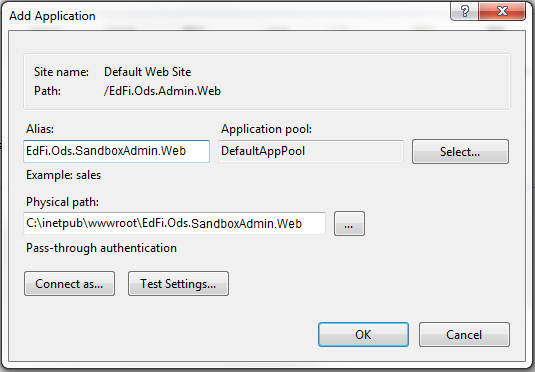 Add Application
Site name: Default Web Site
Path: /EdFi.Ods.Admin.Web
Alias: Application pool:
EdFi.Ods.SandboxAdmin.Web DefaultAppPool Select...
Example: sales
Physical path:
C:\inetpub\wwwroot\EdFi.Ods.SandboxAdmin.Web ...
Pass-through authentication
Connect as... Test Settings...
OK Cancel